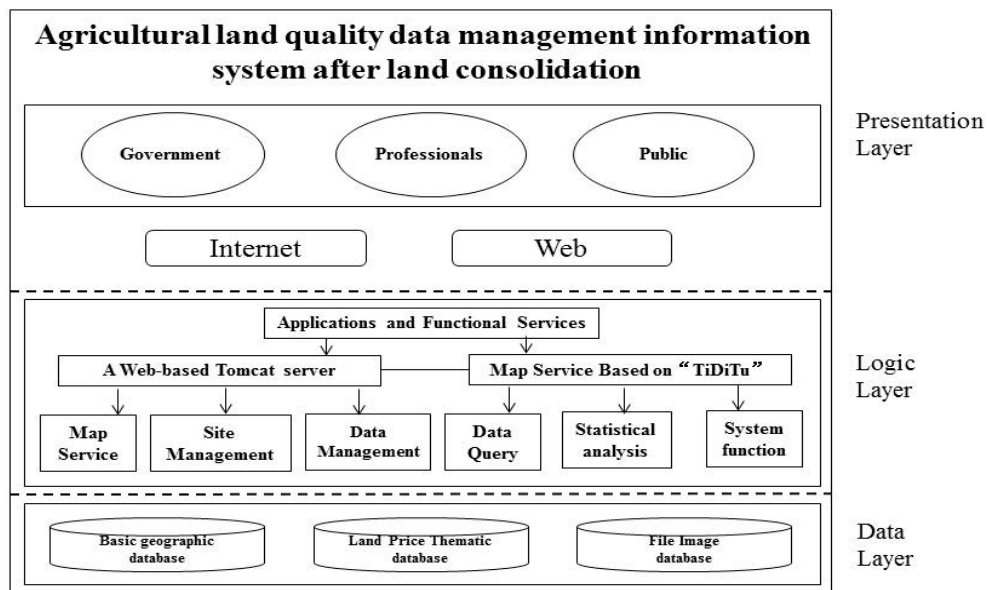 Agricultural land quality data management information
system after land consolidation
Presentation
Layer
Government
Professionals
Public
Internet
Web
Applications and Functional Services
Logic
Layer
A Web-based Tomcat server
Map Service Based on “TiDiTu”
Map
Service
Site
Management
Data
Management
Data
Query
Statistical
analysis
System
function
Data
Layer
Basic geographic
database
Land Price Thematic
database
File Image
database